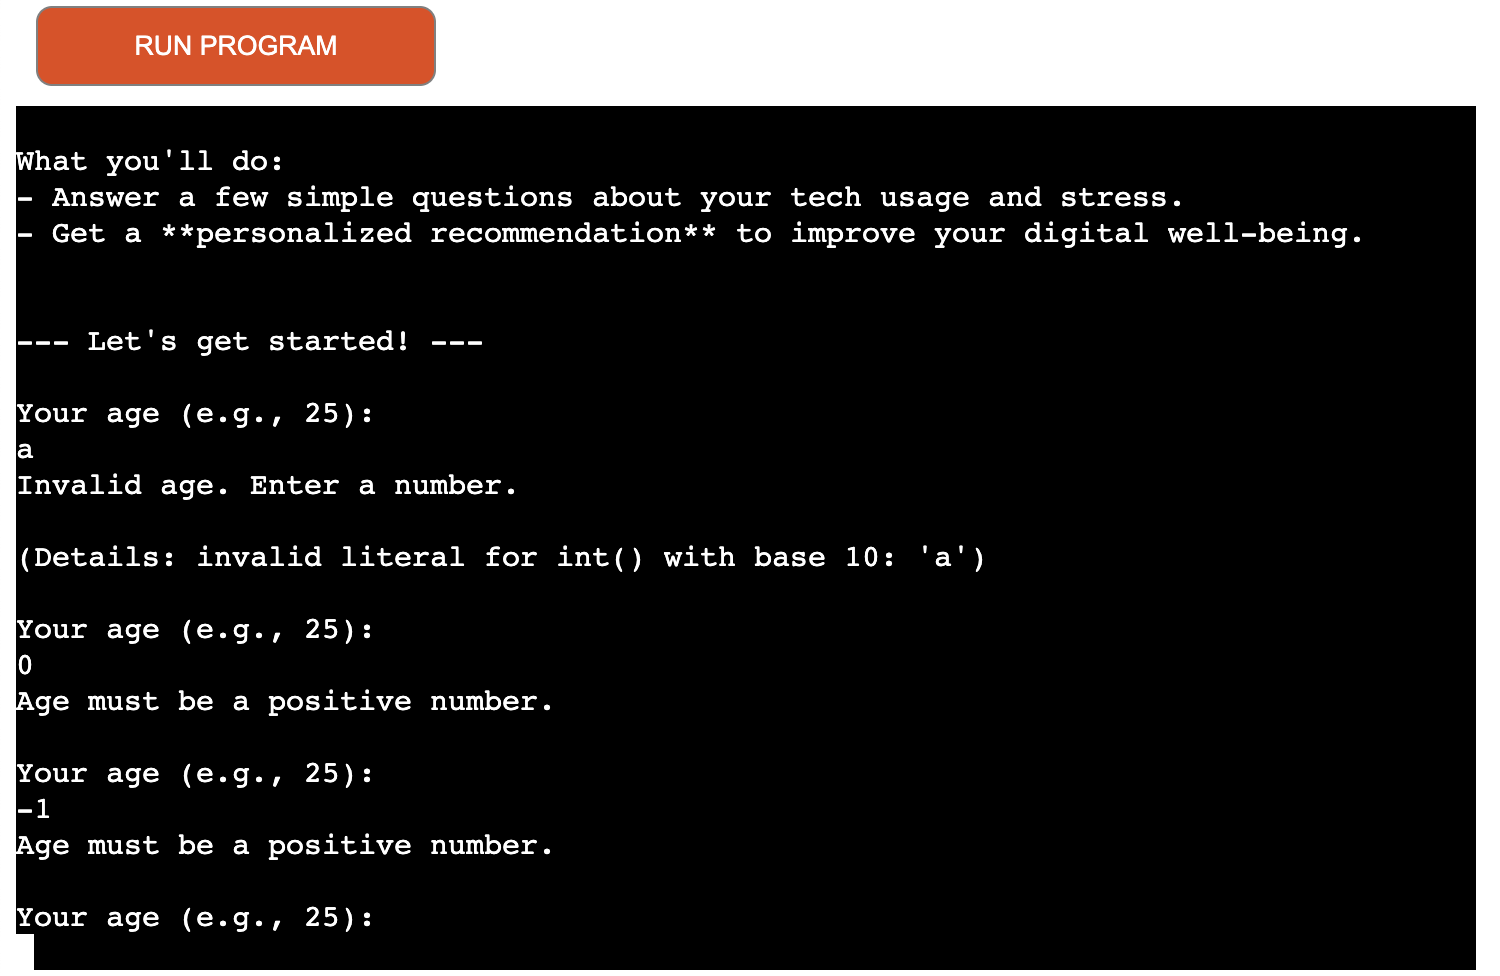 RUN PROGRAM
What you'll do:
- Answer a few simple questions about your tech usage and stress.
- Get a **personalized recommendation** to improve your digital well-being.
--- Let's get started! ---
Your age (e.g., 25):
a
Invalid age. Enter a number.
(Details: invalid literal for int() with base 10: 'a')
Your age (e.g., 25):
0
Age must be a positive number.
Your age (e.g., 25):
-1
Age must be a positive number.
Your age (e.g., 25):